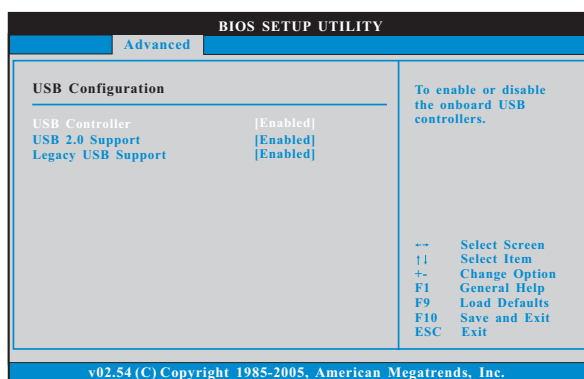 BIOS SETUP UTILITY
Advanced
USB Configuration
USB Controller [Enabled]
USB 2.0 Support [Enabled]
Legacy USB Support [Enabled]
To enable or disable
the onboard USB
controllers.
←→ Select Screen
↑↓ Select Item
+- Change Option
F1 General Help
F9 Load Defaults
F10 Save and Exit
ESC Exit
v02.54 (C) Copyright 1985-2005, American Megatrends, Inc.